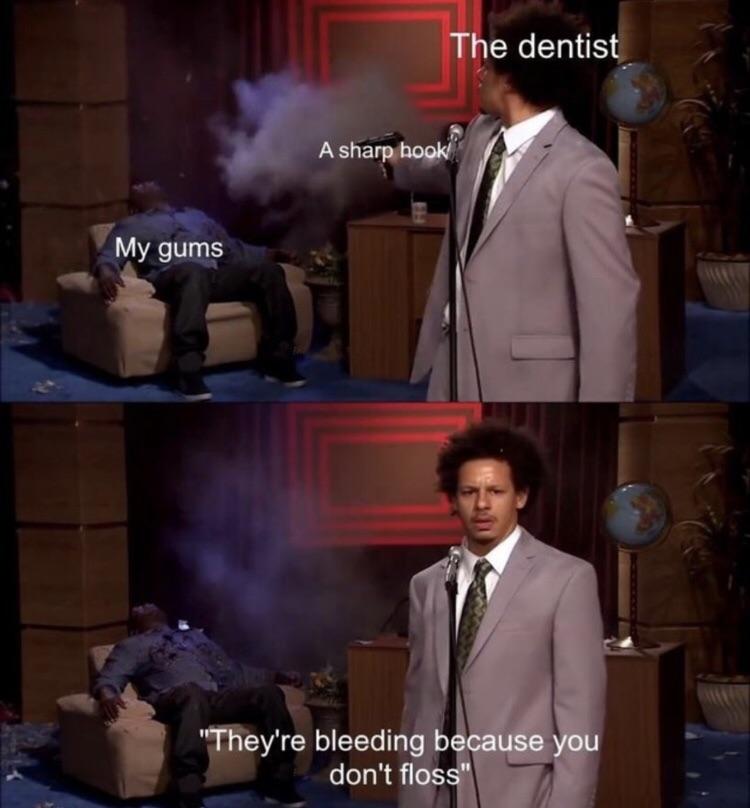 The dentist
A sharp hook
My gums
"They're bleeding because you
don't floss"